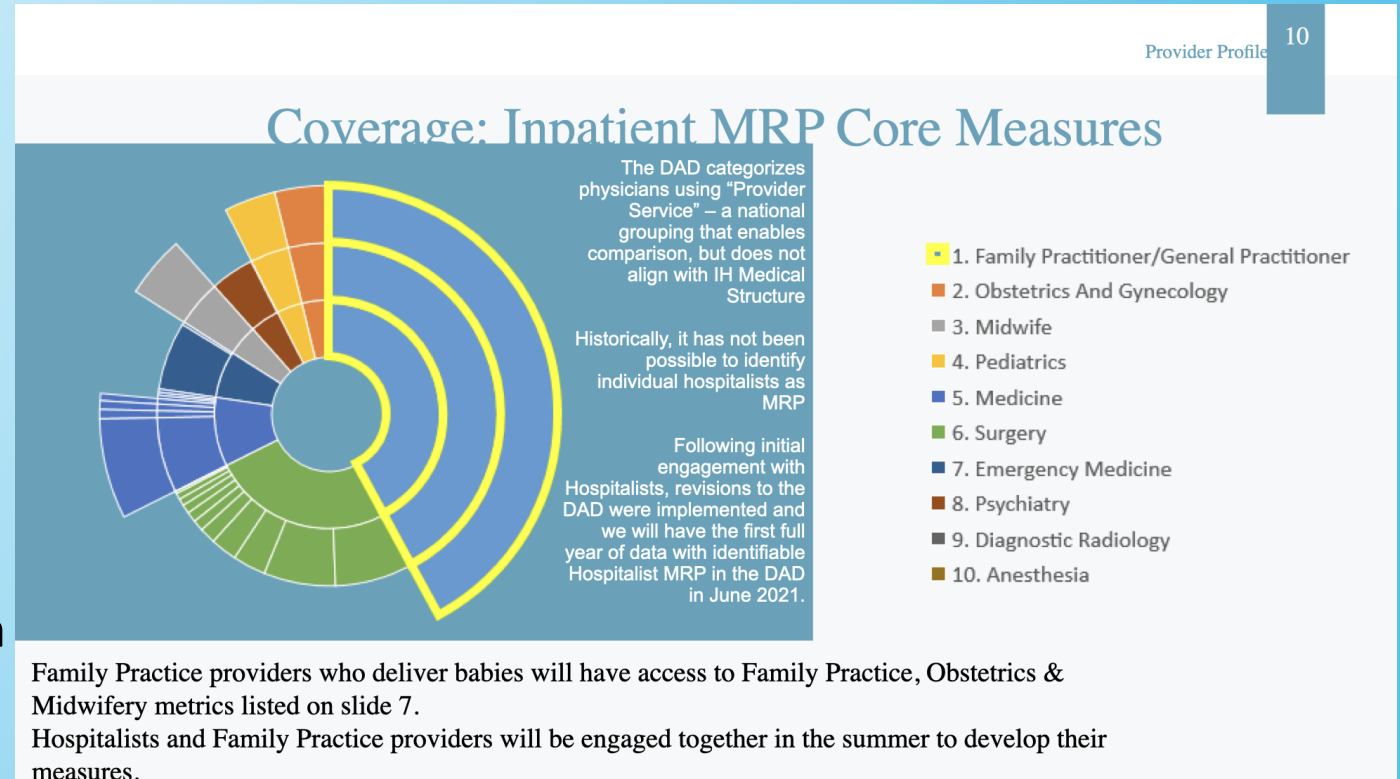 10
Provider Profile
Coverage: Inpatient MRP Core Measures
The DAD categorizes
physicians using “Provider
Service” – a national
grouping that enables
comparison, but does not
align with IH Medical
Structure
Historically, it has not been
possible to identify
individual hospitalists as
MRP
Following initial
engagement with
Hospitalists, revisions to the
DAD were implemented and
we will have the first full
year of data with identifiable
Hospitalist MRP in the DAD
in June 2021.
1. Family Practitioner/General Practitioner
2. Obstetrics And Gynecology
3. Midwife
4. Pediatrics
5. Medicine
6. Surgery
7. Emergency Medicine
8. Psychiatry
9. Diagnostic Radiology
10. Anesthesia
Family Practice providers who deliver babies will have access to Family Practice, Obstetrics &
Midwifery metrics listed on slide 7.
Hospitalists and Family Practice providers will be engaged together in the summer to develop their
measures.